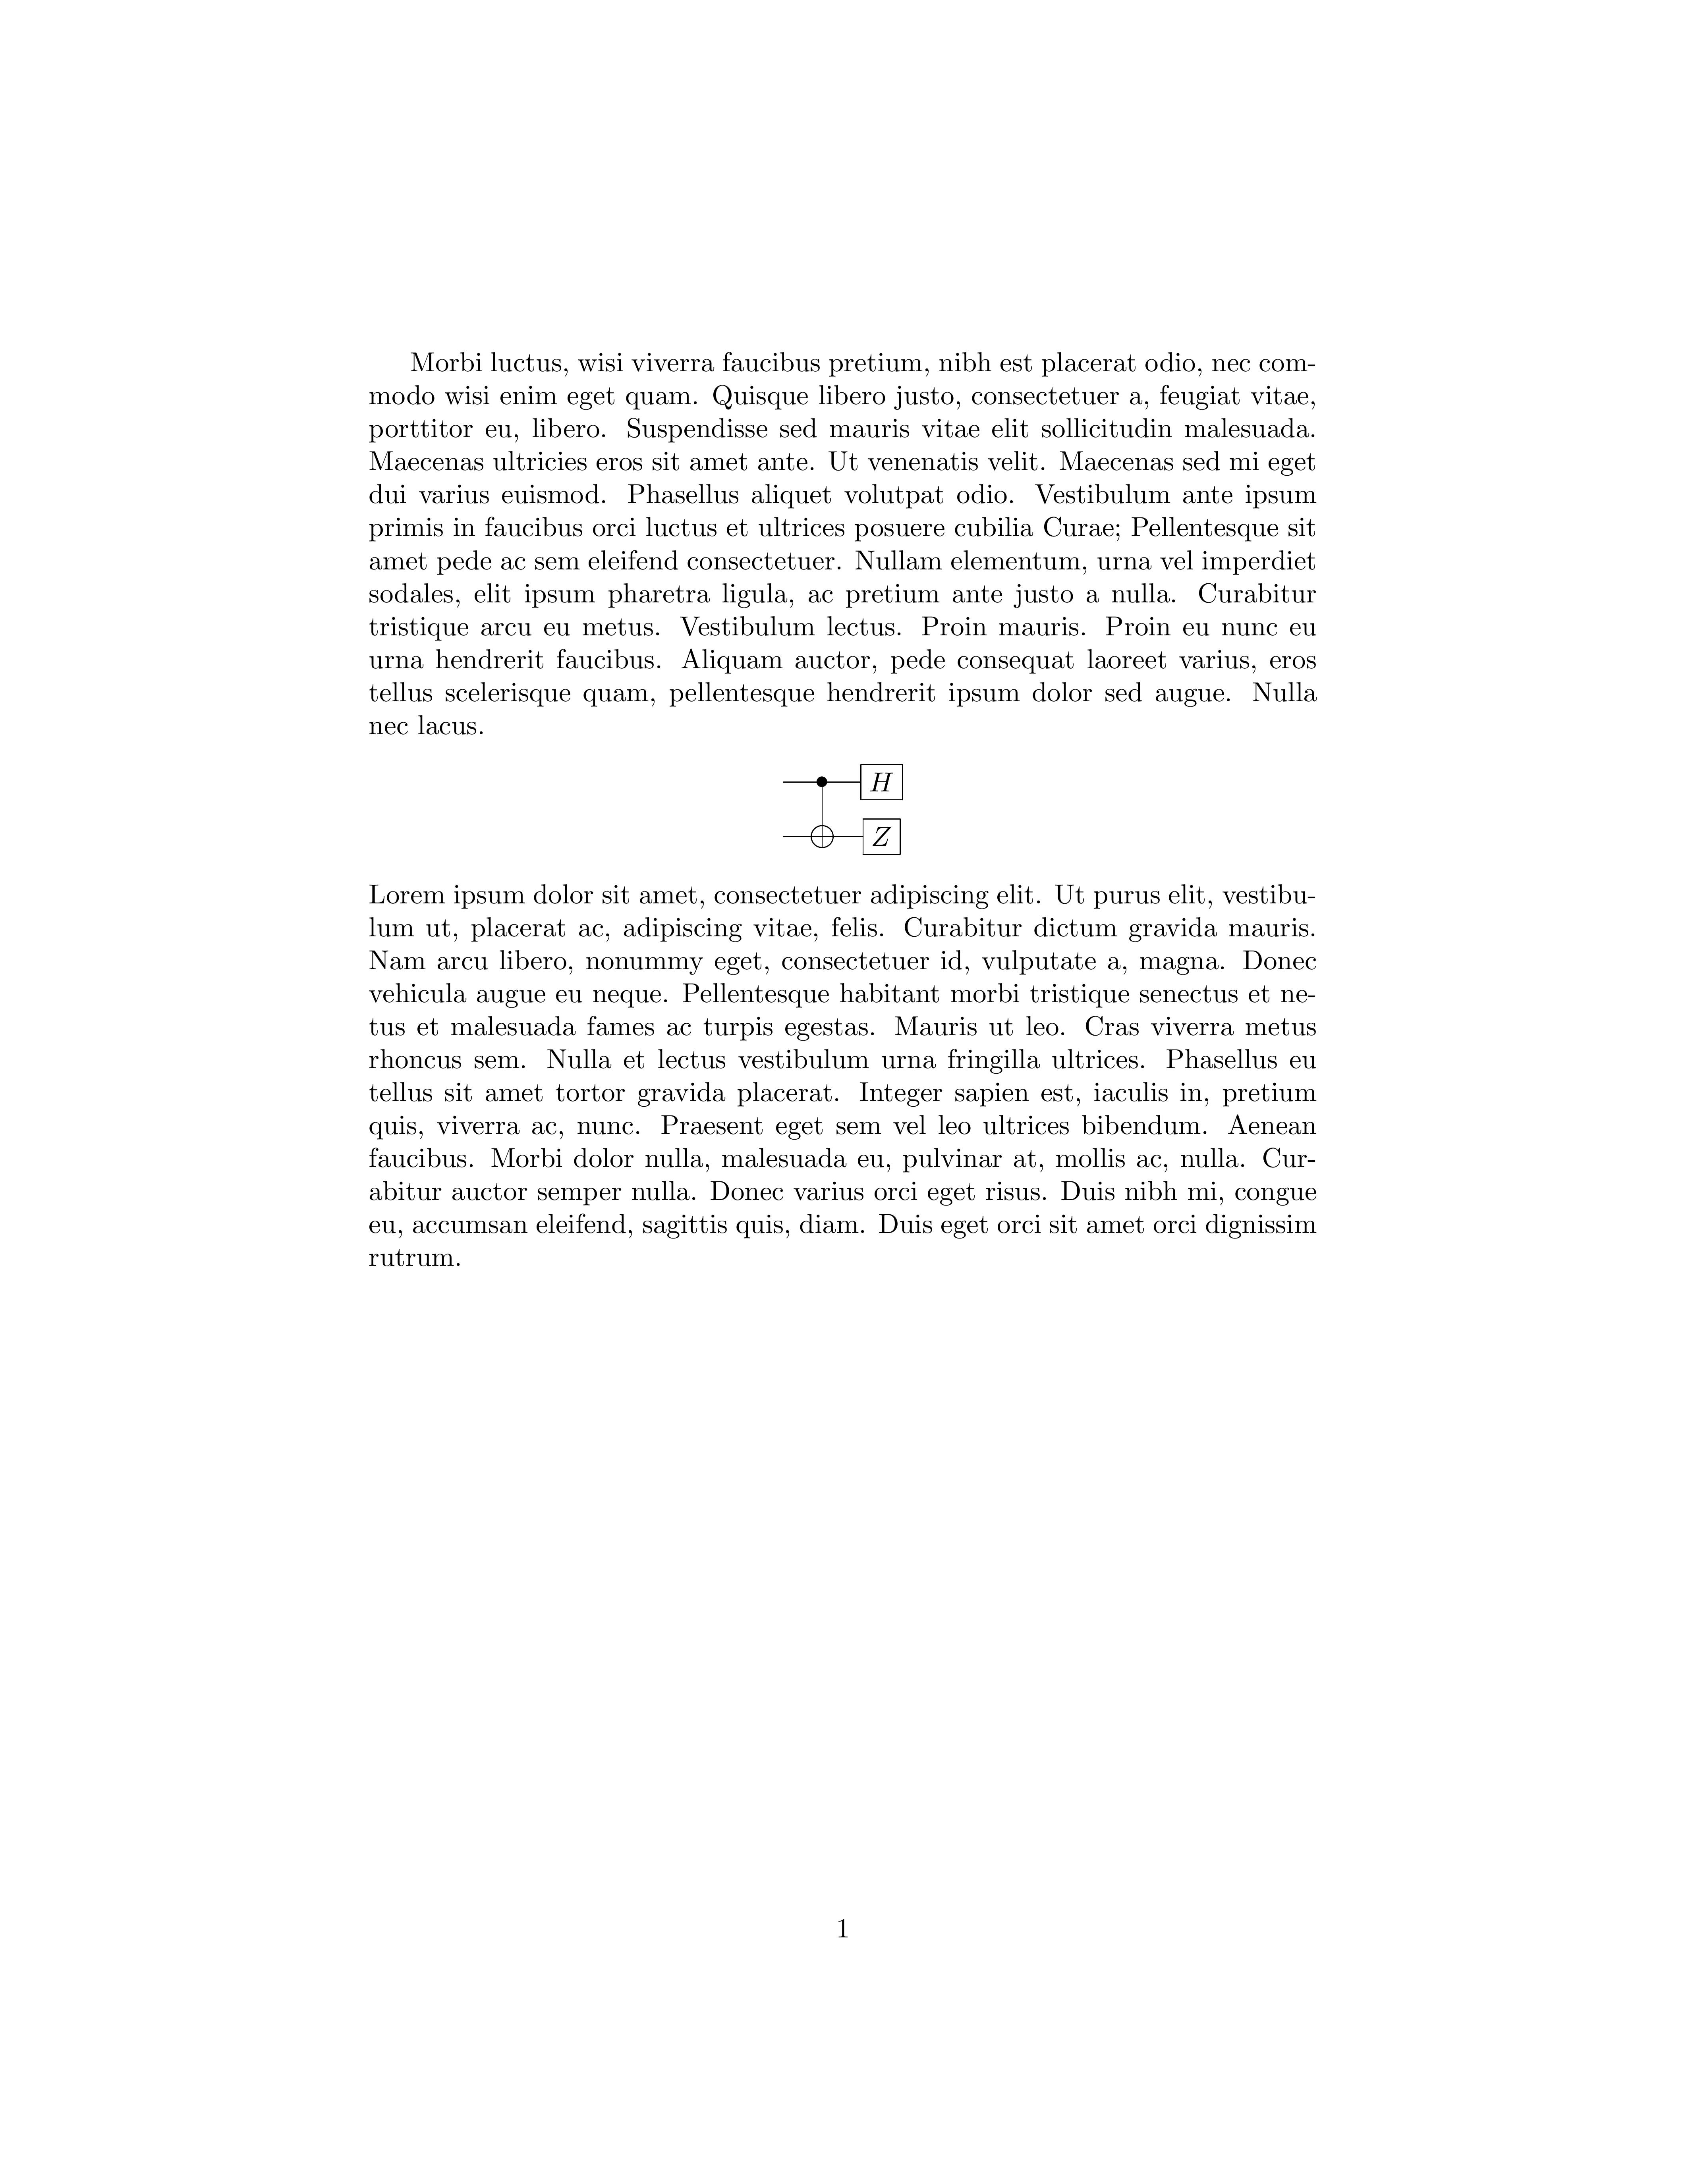 Morbi luctus, wisi viverra faucibus pretium, nibh est placerat odio, nec com-
modo wisi enim eget quam. Quisque libero justo, consectetuer a, feugiat vitae,
porttitor eu, libero. Suspendisse sed mauris vitae elit sollicitudin malesuada.
Maecenas ultricies eros sit amet ante. Ut venenatis velit. Maecenas sed mi eget
dui varius euismod. Phasellus aliquet volutpat odio. Vestibulum ante ipsum
primis in faucibus orci luctus et ultrices posuere cubilia Curae; Pellentesque sit
amet pede ac sem eleifend consectetuer. Nullam elementum, urna vel imperdiet
sodales, elit ipsum pharetra ligula, ac pretium ante justo a nulla. Curabitur
tristique arcu eu metus. Vestibulum lectus. Proin mauris. Proin eu nunc eu
urna hendrerit faucibus. Aliquam auctor, pede consequat laoreet varius, eros
tellus scelerisque quam, pellentesque hendrerit ipsum dolor sed augue. Nulla
nec lacus.
H
Z
Lorem ipsum dolor sit amet, consectetuer adipiscing elit. Ut purus elit, vestibu-
lum ut, placerat ac, adipiscing vitae, felis. Curabitur dictum gravida mauris.
Nam arcu libero, nonummy eget, consectetuer id, vulputate a, magna. Donec
vehicula augue eu neque. Pellentesque habitant morbi tristique senectus et ne-
tus et malesuada fames ac turpis egestas. Mauris ut leo. Cras viverra metus
rhoncus sem. Nulla et lectus vestibulum urna fringilla ultrices. Phasellus eu
tellus sit amet tortor gravida placerat. Integer sapien est, iaculis in, pretium
quis, viverra ac, nunc. Praesent eget sem vel leo ultrices bibendum. Aenean
faucibus. Morbi dolor nulla, malesuada eu, pulvinar at, mollis ac, nulla. Cur-
abitur auctor semper nulla. Donec varius orci eget risus. Duis nibh mi, congue
eu, accumsan eleifend, sagittis quis, diam. Duis eget orci sit amet orci dignissim
rutrum.
1